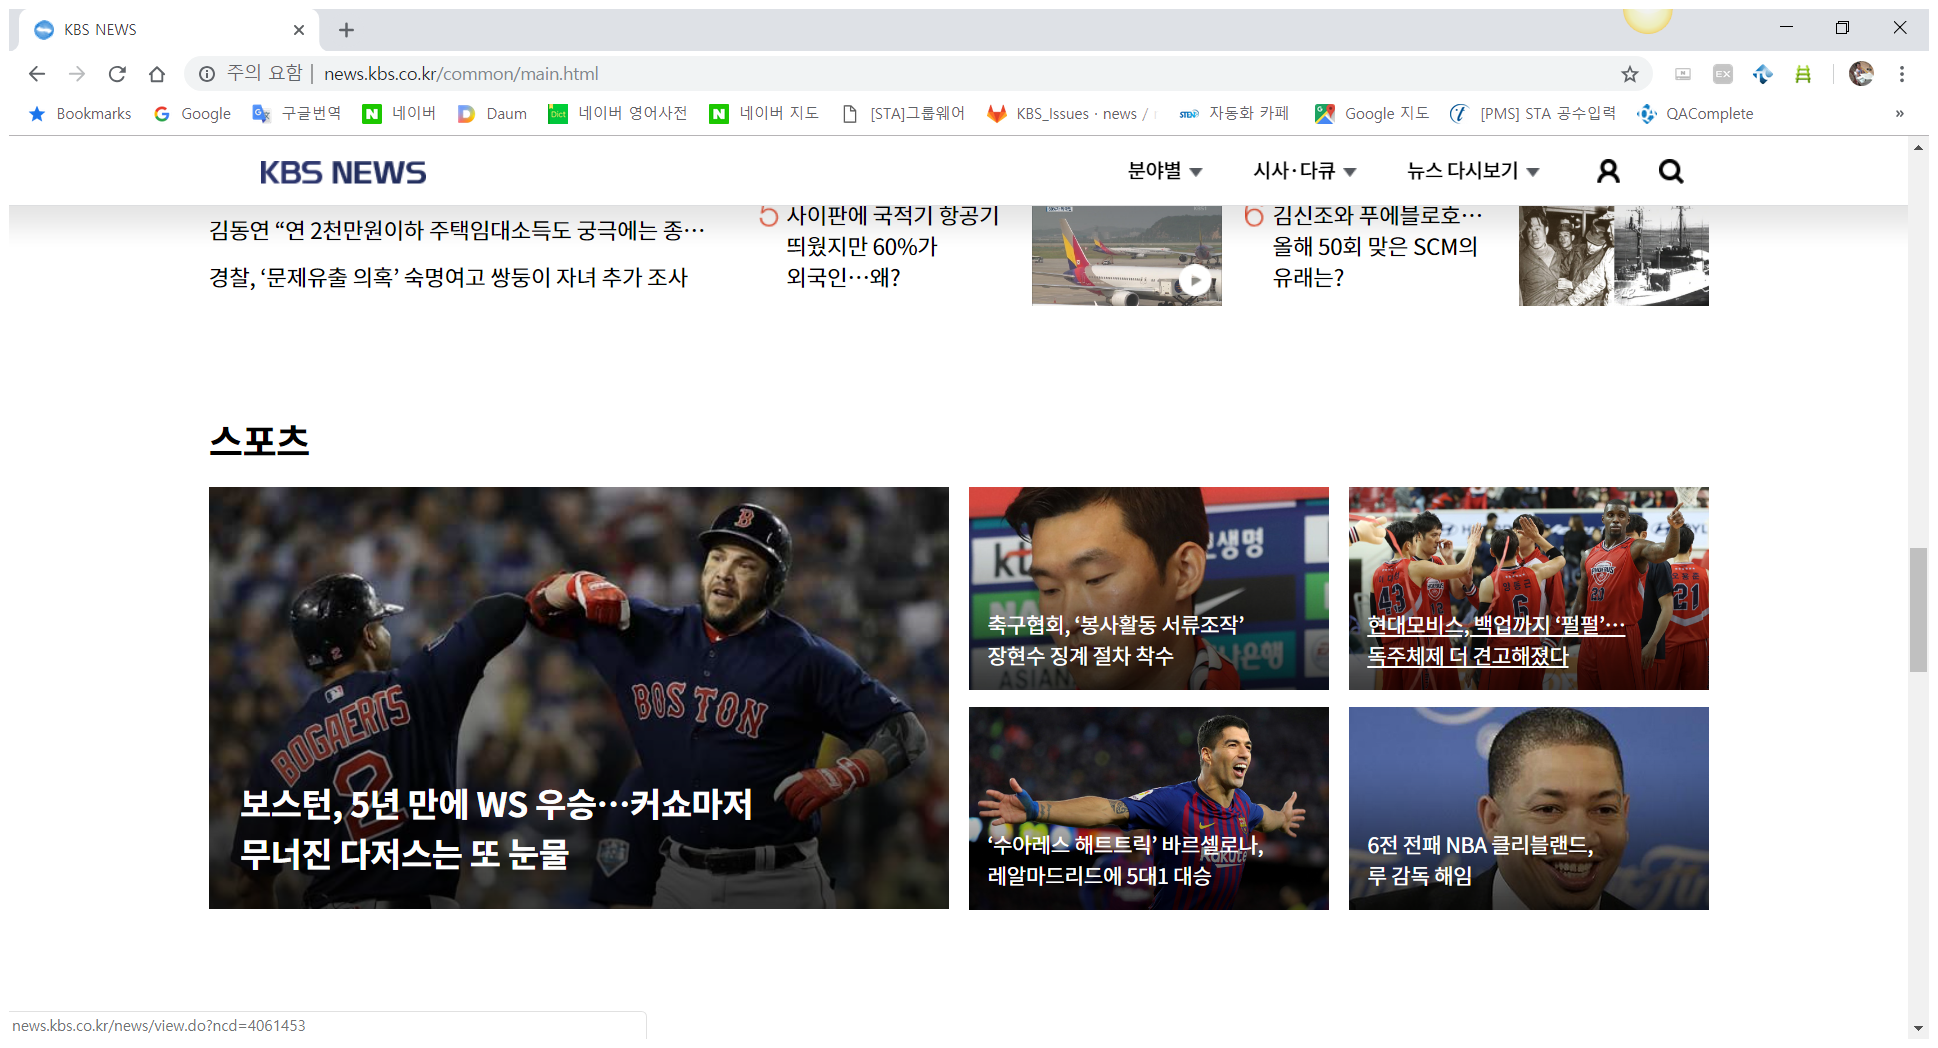 KBS NEWS
주의 요함 | news.kbs.co.kr/common/main.html
Bookmarks Google 구글번역 네이버 Daum 네이버 영어사전 네이버 지도 [STA]그룹웨어 KBS_Issues · news / 자동화 카페 Google 지도 [PMS] STA 공수입력 QAComplete »
KBS NEWS 분야별 시사·다큐 뉴스 다시보기
김동연 “연 2천만원이하 주택임대소득도 궁극에는 종…
경찰, ‘문제유출 의혹’ 숙명여고 쌍둥이 자녀 추가 조사
5 사이판에 국적기 항공기
띄웠지만 60%가
외국인…왜?
6 김신조와 푸에블로호…
올해 50회 맞은 SCM의
유래는?
스포츠
BOGAERTS
2
B
BOSTON
보스턴, 5년 만에 WS 우승…커쇼마저
무너진 다저스는 또 눈물
kt
생명
은행
ASIAN
축구협회, ‘봉사활동 서류조작’
장현수 징계 절차 착수
43
6
21
현대모비스, 백업까지 ‘펄펄’…
독주체제 더 견고해졌다
Rakuten
‘수아레스 해트트릭’ 바르셀로나,
레알마드리드에 5대1 대승
6전 전패 NBA 클리블랜드,
루 감독 해임
news.kbs.co.kr/news/view.do?ncd=4061453